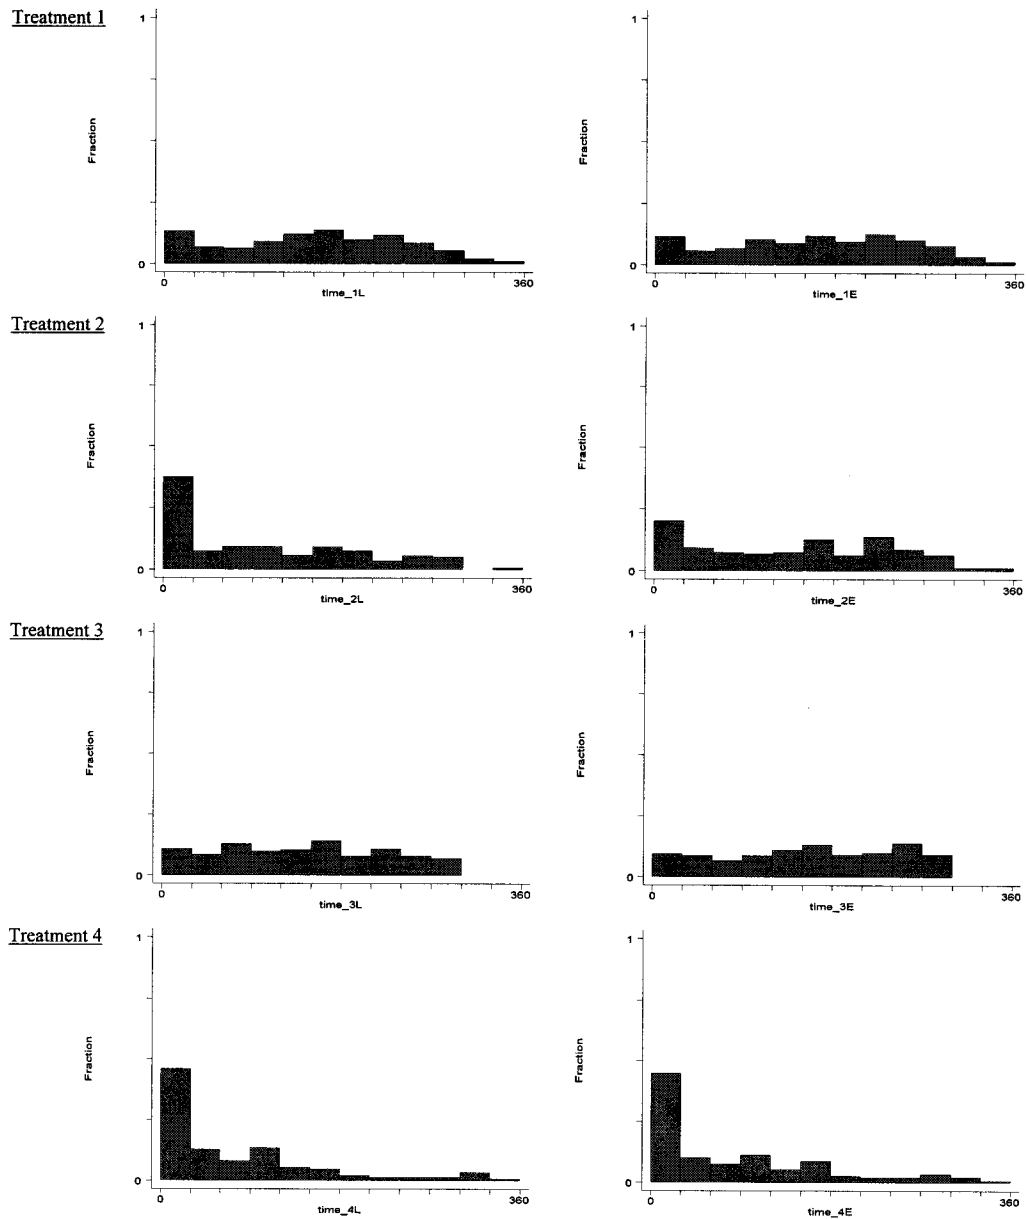 Treatment 1
1
Fraction
0
0
360
time_1L
1
Fraction
0
0
360
time_1E
Treatment 2
1
Fraction
0
0
360
time_2L
1
Fraction
0
0
360
time_2E
Treatment 3
1
Fraction
0
0
360
time_3L
1
Fraction
0
0
360
time_3E
Treatment 4
1
Fraction
0
0
360
time_4L
1
Fraction
0
0
360
time_4E